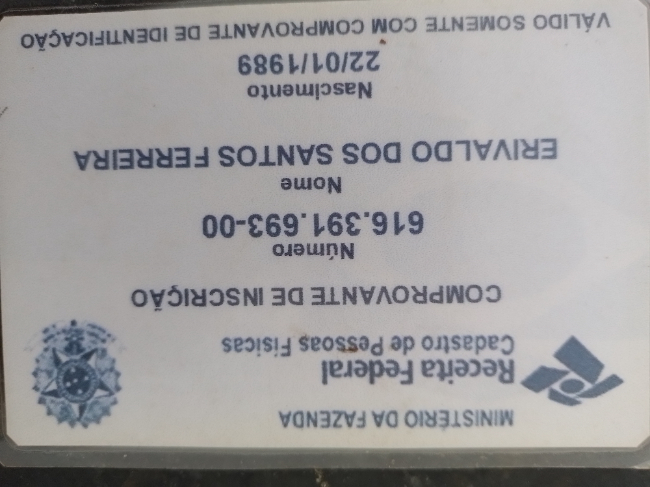 MINISTÉRIO DA FAZENDA
Receita Federal
Cadastro de Pessoas Físicas
COMPROVANTE DE INSCRIÇÃO
Número
616.391.693-00
Nome
ERIVALDO DOS SANTOS FERREIRA
Nascimento
22/01/1989
VÁLIDO SOMENTE COM COMPROVANTE DE IDENTIFICAÇÃO